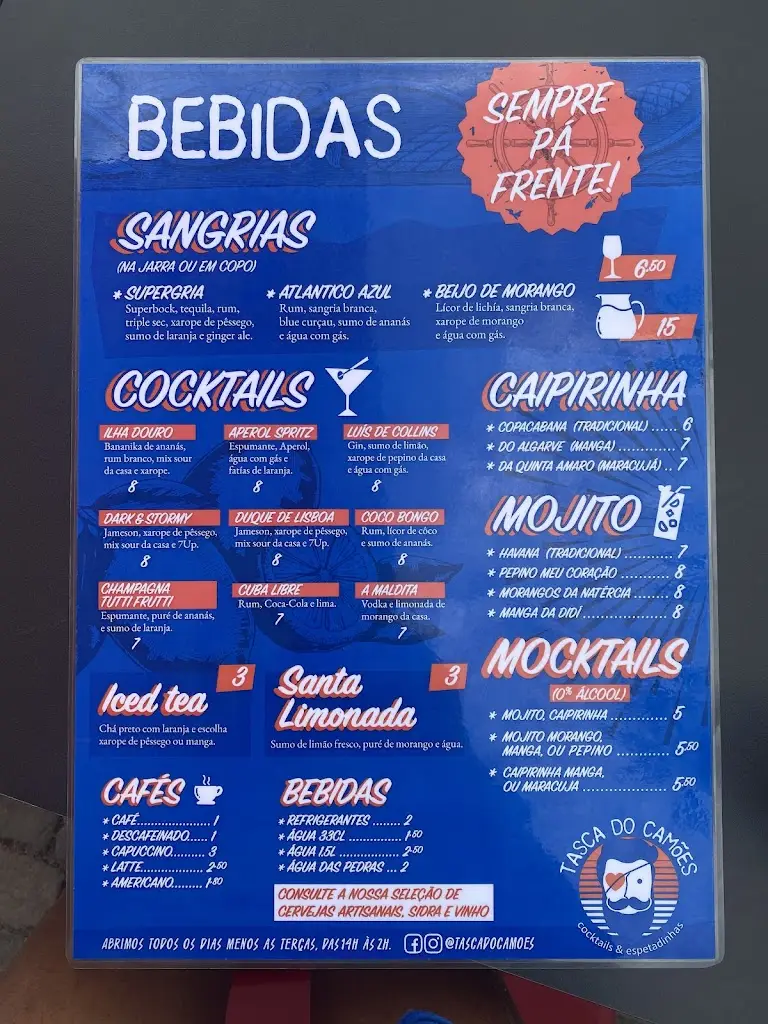 BEBIDAS
SEMPRE
PÁ
FRENTE!
SANGRIAS
(NA JARRA OU EM COPO)
6.50
15
* SUPERGRIA
Superbock, tequila, rum,
triple sec, xarope de pêssego,
sumo de laranja e ginger ale.
* ATLANTICO AZUL
Rum, sangria branca,
blue curçau, sumo de ananás
e água com gás.
* BEIJO DE MORANGO
Lícor de lichía, sangria branca,
xarope de morango
e água com gás.
COCKTAILS
ILHA DOURO
Bananika de ananás,
rum branco, mix sour
da casa e xarope.
8
APEROL SPRITZ
Espumante, Aperol,
água com gás e
fatías de laranja.
8
LUÍS DE COLLINS
Gin, sumo de limão,
xarope de pepino da casa
e água com gás.
8
DARK & STORMY
Jameson, xarope de pêssego,
mix sour da casa e 7Up.
8
DUQUE DE LISBOA
Jameson, xarope de pêssego,
mix sour da casa e 7Up.
8
COCO BONGO
Rum, lícor de côco
e sumo de ananás.
8
CHAMPAGNA
TUTTI FRUTTI
Espumante, puré de ananás,
e sumo de laranja.
7
CUBA LIBRE
Rum, Coca-Cola e lima.
7
A MALDITA
Vodka e limonada de
morango da casa.
7
CAIPIRINHA
* COPACABANA (TRADICIONAL) ...... 6
* DO ALGARVE (MANGA) ............ 7
* DA QUINTA AMARO (MARACUJÁ) .. 7
MOJITO
* HAVANA (TRADICIONAL) ........... 7
* PEPINO MEU CORAÇÃO ........... 8
* MORANGOS DA NATÉRCIA ....... 8
* MANGA DA DIDÍ ................. 8
MOCKTAILS
(0% ÁLCOOL)
* MOJITO, CAIPIRINHA ............. 5
* MOJITO MORANGO,
MANGA, OU PEPINO ............ 5.50
* CAIPIRINHA MANGA,
OU MARACUJA .................. 5.50
Iced tea
3
Chá preto com laranja e escolha
xarope de pêssego ou manga.
Santa
Limonada
3
Sumo de limão fresco, puré de morango e água.
CAFÉS
* CAFÉ.................. 1
* DESCAFEINADO...... 1
* CAPUCCINO......... 3
* LATTE................. 2.50
* AMERICANO......... 1.80
BEBIDAS
* REFRIGERANTES ........ 2
* ÁGUA 33CL ............... 1.50
* ÁGUA 1.5L ................ 2.50
* ÁGUA DAS PEDRAS ... 2
CONSULTE A NOSSA SELEÇÃO DE
CERVEJAS ARTISANAIS, SIDRA E VINHO
TASCA DO CAMÕES
cocktails & espetadinhas
ABRIMOS TODOS OS DIAS MENOS AS TERÇAS, DAS 14H ÀS 2H. @TASCADOCAMOES